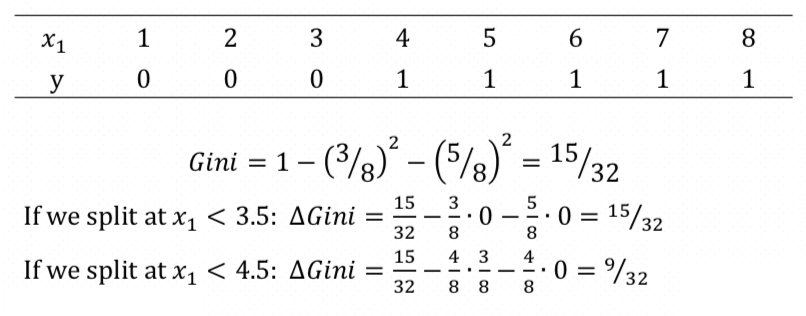 x₁ 1 2 3 4 5 6 7 8
y 0 0 0 1 1 1 1 1
Gini = 1 − (3/8)² − (5/8)² = 15/32
If we split at x₁ < 3.5: ΔGini = 15/32 − 3/8 · 0 − 5/8 · 0 = 15/32
If we split at x₁ < 4.5: ΔGini = 15/32 − 4/8 · 3/8 − 4/8 · 0 = 9/32